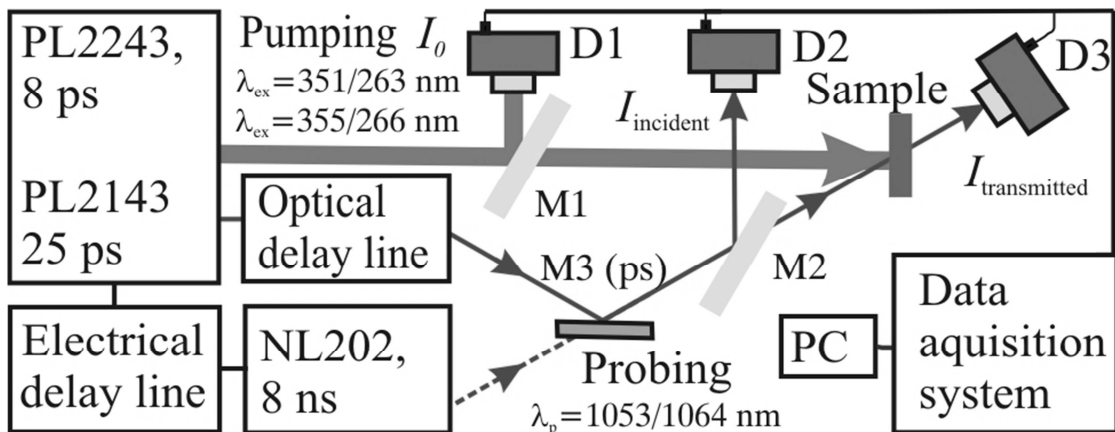 PL2243,
8 ps
PL2143
25 ps
Pumping I₀
λex=351/263 nm
λex=355/266 nm
D1
D2
D3
Iincident
Sample
Itransmitted
M1
Optical
delay line
M3 (ps)
M2
Electrical
delay line
NL202,
8 ns
Probing
λp=1053/1064 nm
PC
Data
aquisition
system